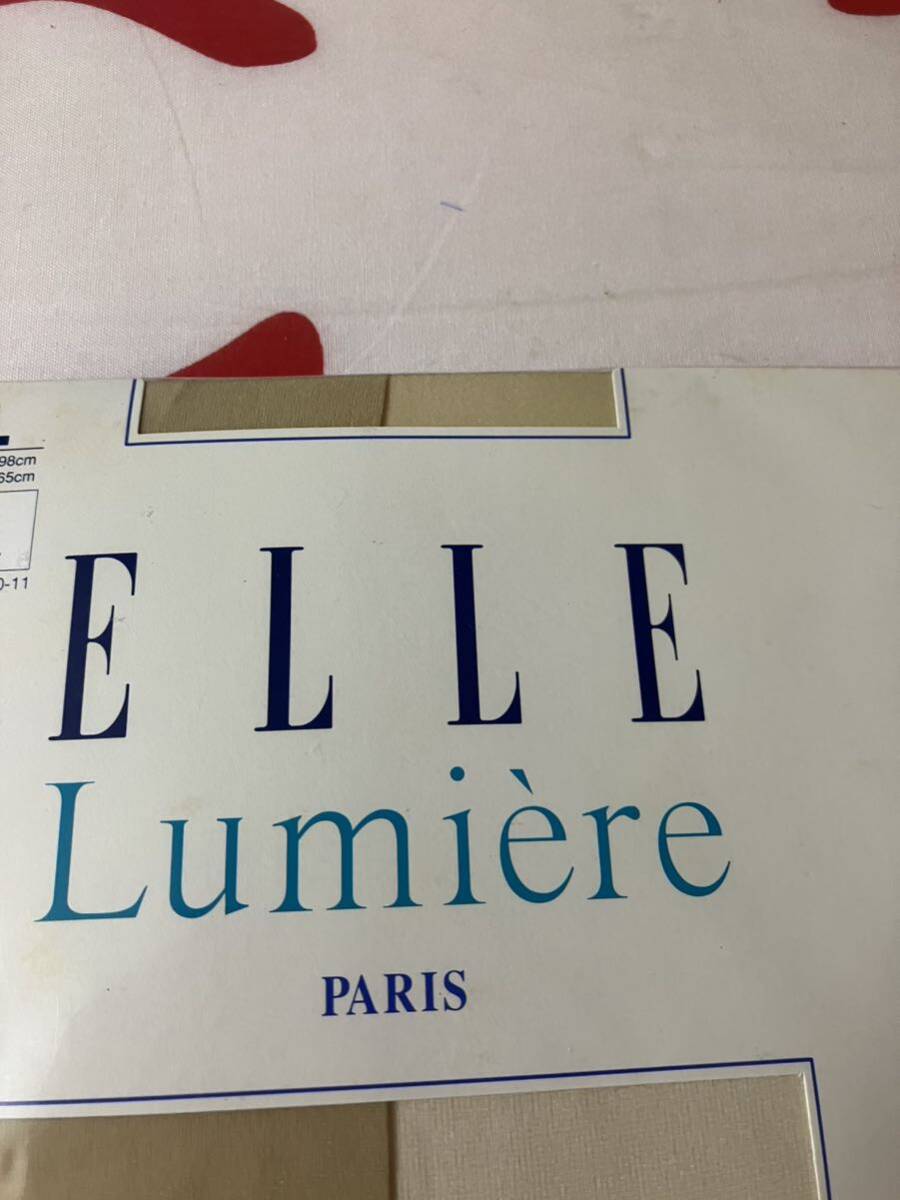 98cm
65cm
0-11
ELLE
Lumière
PARIS